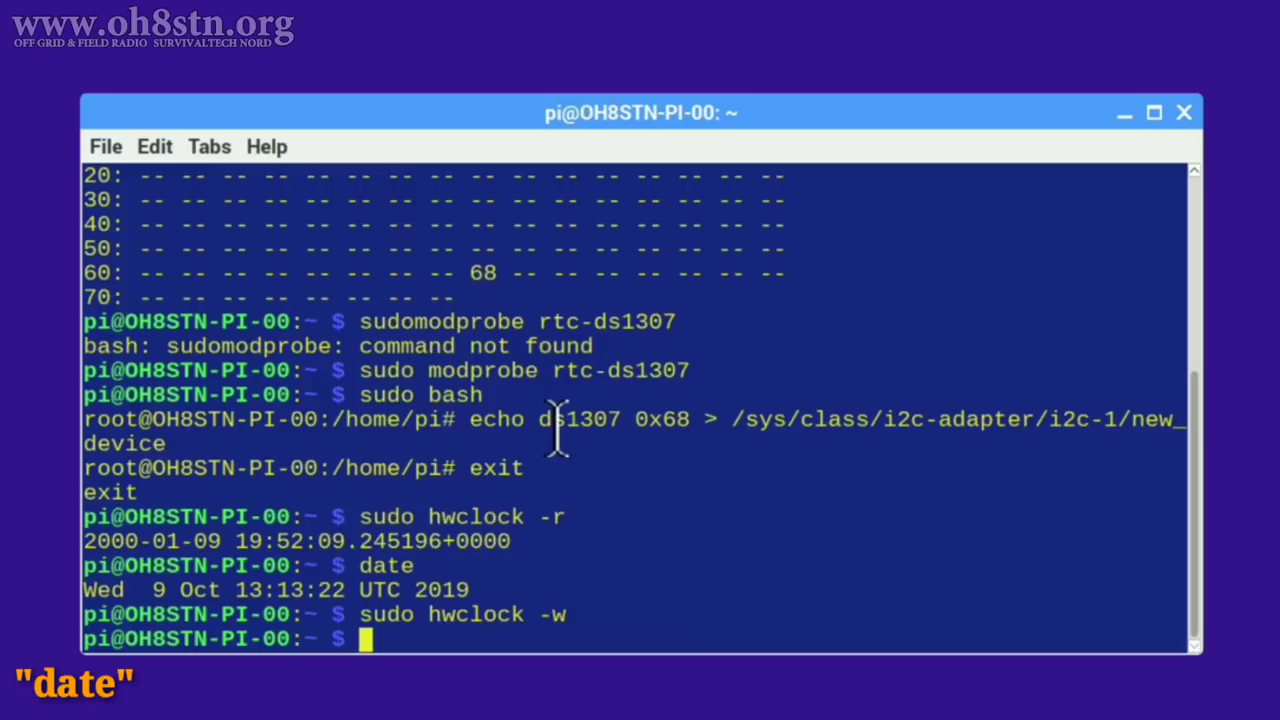 www.oh8stn.org
OFF GRID & FIELD RADIO SURVIVALTECH NORD
pi@OH8STN-PI-00: ~
File Edit Tabs Help
20: -- -- -- -- -- -- -- -- -- -- -- -- -- -- -- --
30: -- -- -- -- -- -- -- -- -- -- -- -- -- -- -- --
40: -- -- -- -- -- -- -- -- -- -- -- -- -- -- -- --
50: -- -- -- -- -- -- -- -- -- -- -- -- -- -- -- --
60: -- -- -- -- -- -- -- -- 68 -- -- -- -- -- -- --
70: -- -- -- -- -- -- -- --
pi@OH8STN-PI-00:~ $ sudomodprobe rtc-ds1307
bash: sudomodprobe: command not found
pi@OH8STN-PI-00:~ $ sudo modprobe rtc-ds1307
pi@OH8STN-PI-00:~ $ sudo bash
root@OH8STN-PI-00:/home/pi# echo ds1307 0x68 > /sys/class/i2c-adapter/i2c-1/new_
device
root@OH8STN-PI-00:/home/pi# exit
exit
pi@OH8STN-PI-00:~ $ sudo hwclock -r
2000-01-09 19:52:09.245196+0000
pi@OH8STN-PI-00:~ $ date
Wed  9 Oct 13:13:22 UTC 2019
pi@OH8STN-PI-00:~ $ sudo hwclock -w
pi@OH8STN-PI-00:~ $
"date"